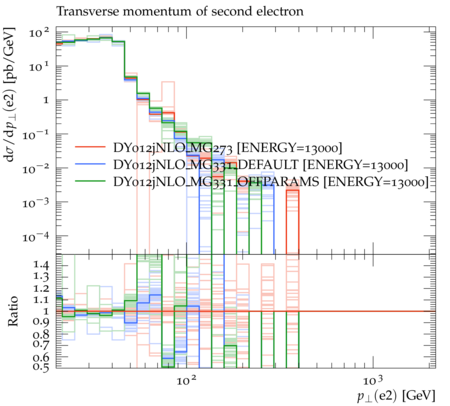 Transverse momentum of second electron
dσ/dp⊥(e2) [pb/GeV]
10²
10¹
1
10⁻¹
10⁻²
10⁻³
10⁻⁴
DY012jNLO_MG273 [ENERGY=13000]
DY012jNLO_MG331_DEFAULT [ENERGY=13000]
DY012jNLO_MG331_OFFPARAMS [ENERGY=13000]
Ratio
1.4
1.3
1.2
1.1
1
0.9
0.8
0.7
0.6
0.5
10²
10³
p⊥(e2) [GeV]